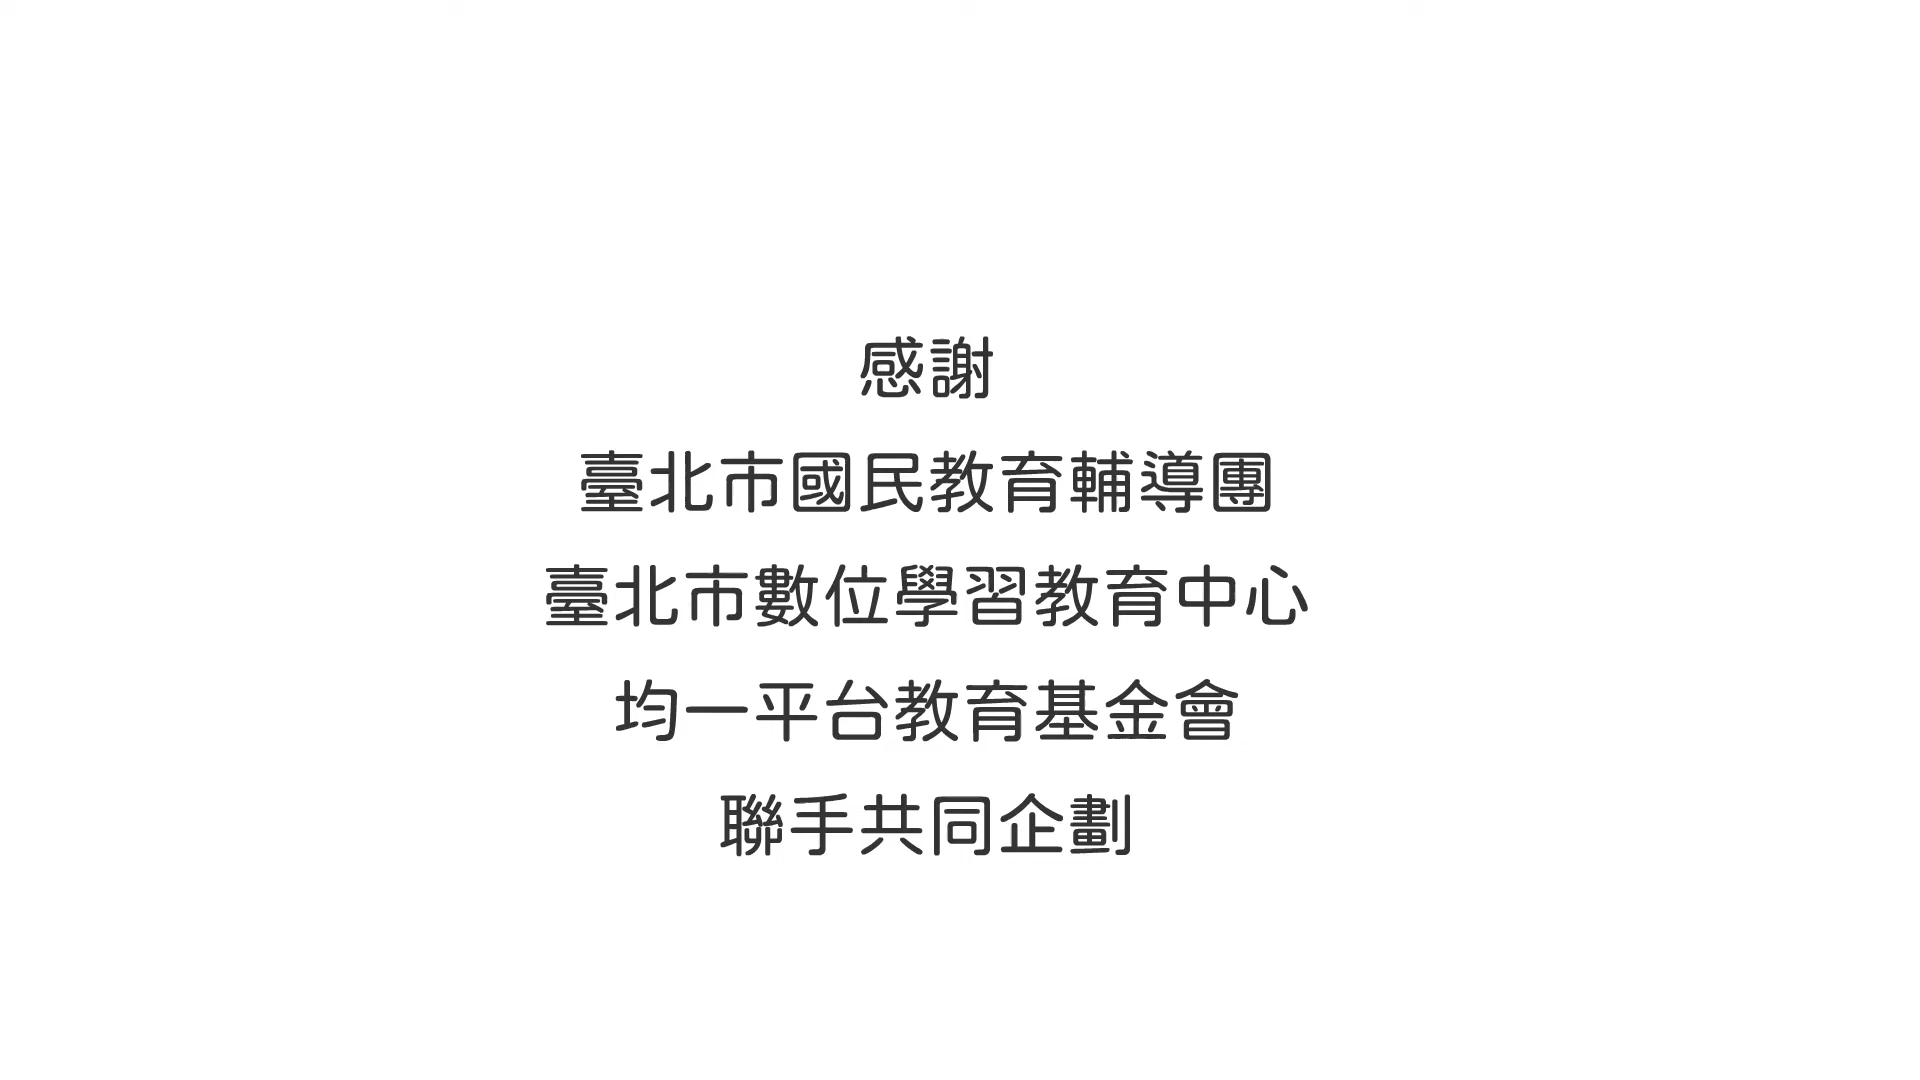 感謝
臺北市國民教育輔導團
臺北市數位學習教育中心
均一平台教育基金會
聯手共同企劃